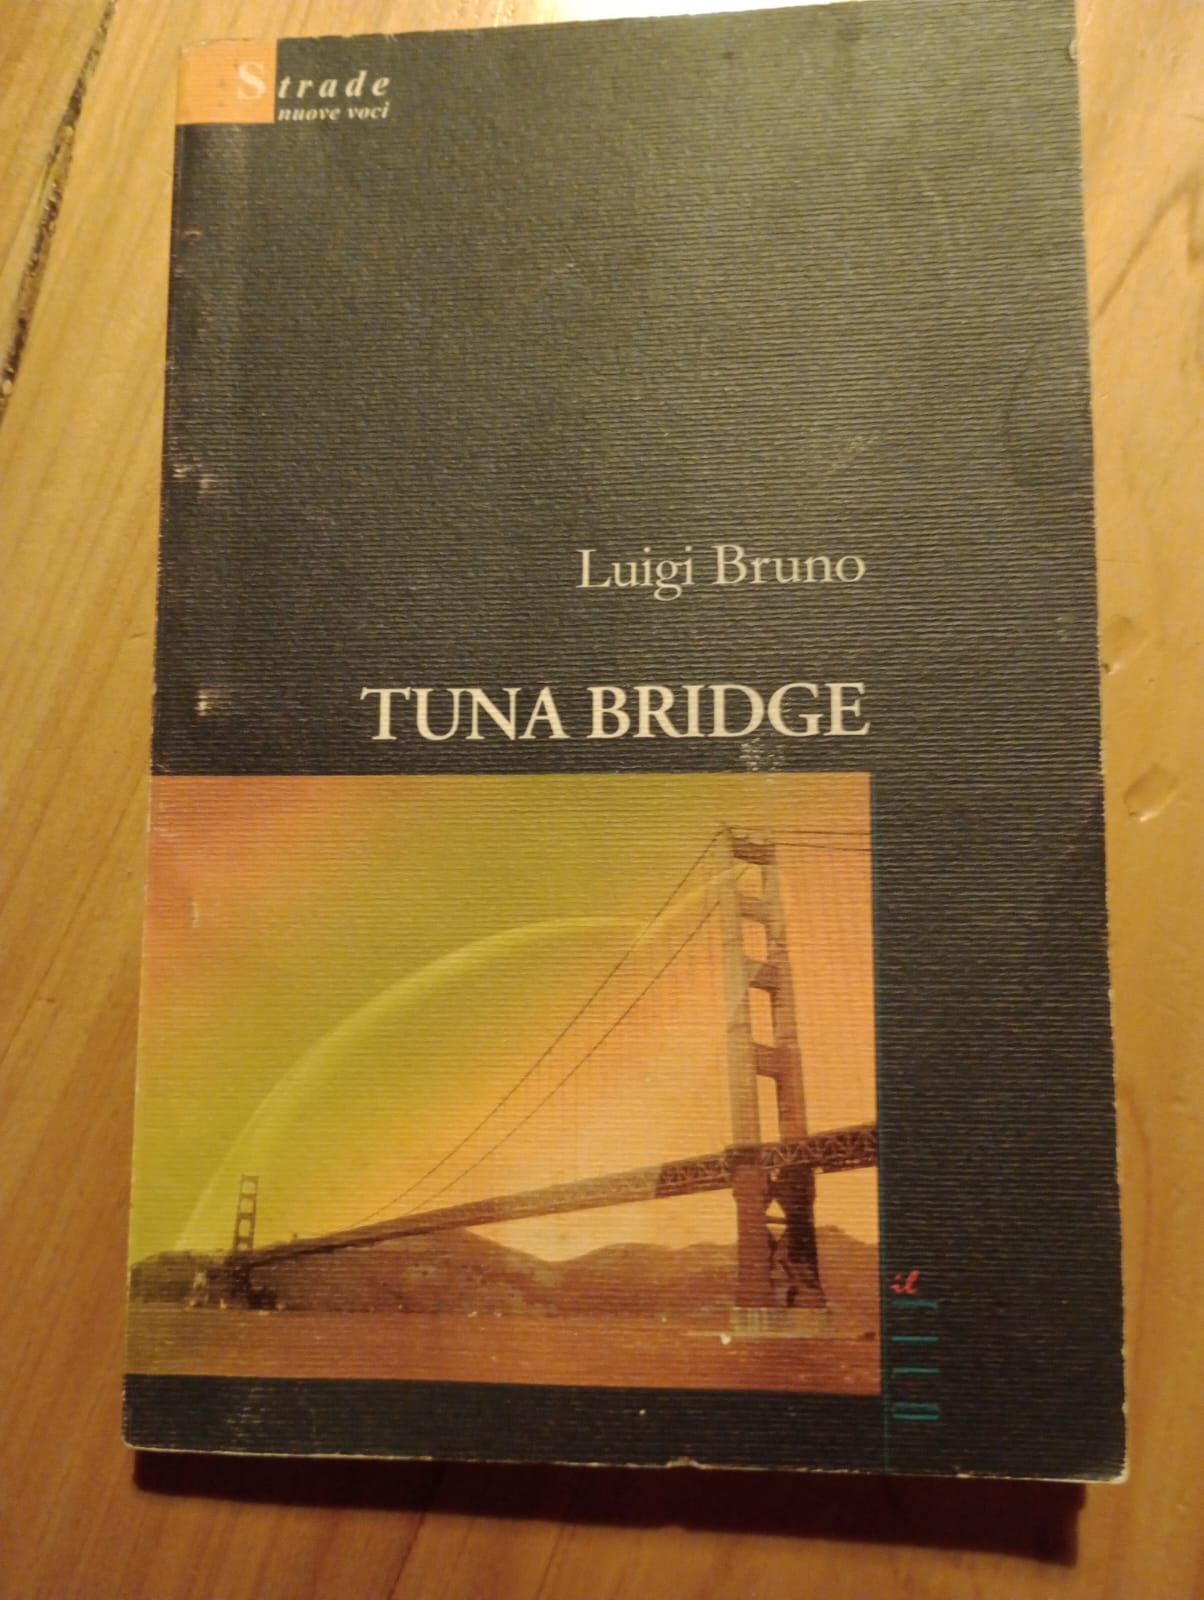 Strade
nuove voci
Luigi Bruno
TUNA BRIDGE
il